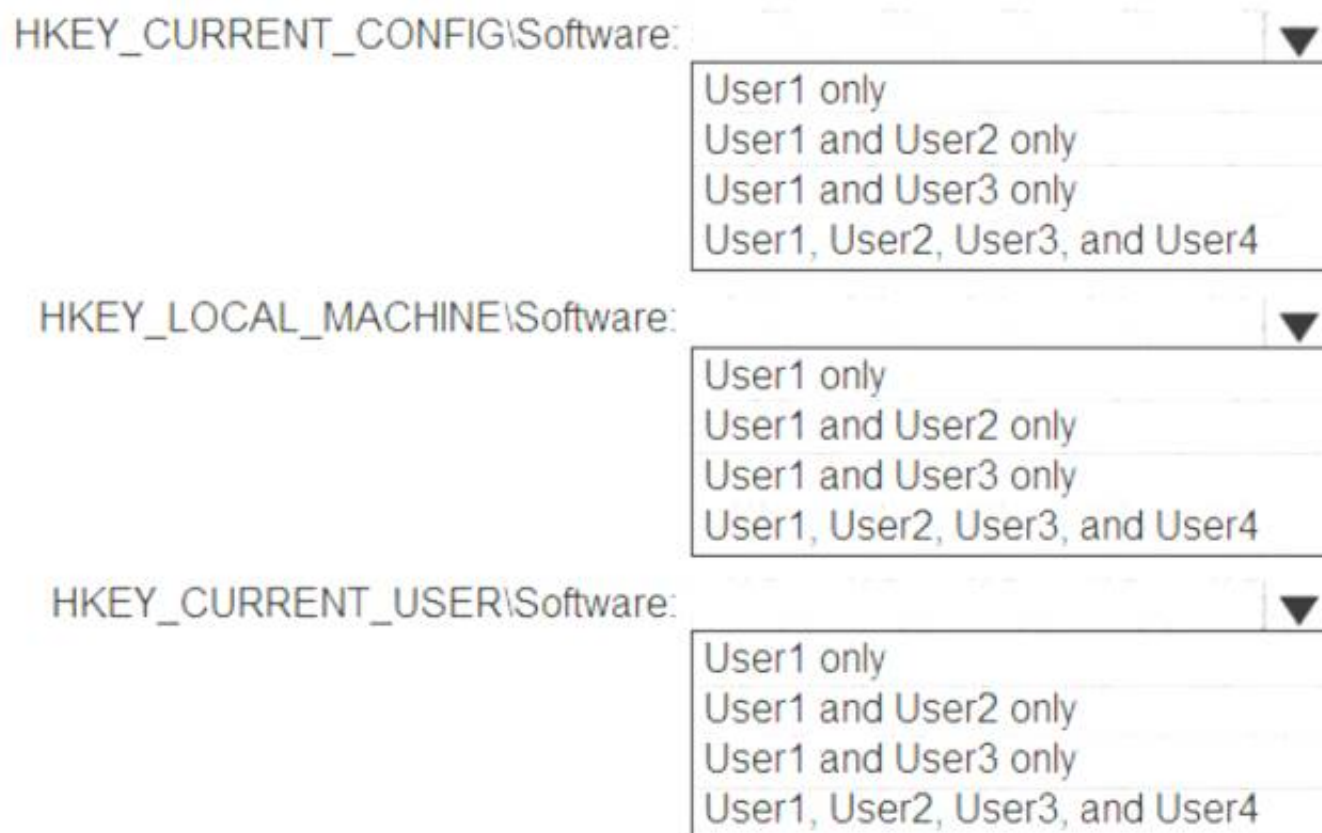 HKEY_CURRENT_CONFIG\Software:
User1 only
User1 and User2 only
User1 and User3 only
User1, User2, User3, and User4
HKEY_LOCAL_MACHINE\Software:
User1 only
User1 and User2 only
User1 and User3 only
User1, User2, User3, and User4
HKEY_CURRENT_USER\Software:
User1 only
User1 and User2 only
User1 and User3 only
User1, User2, User3, and User4